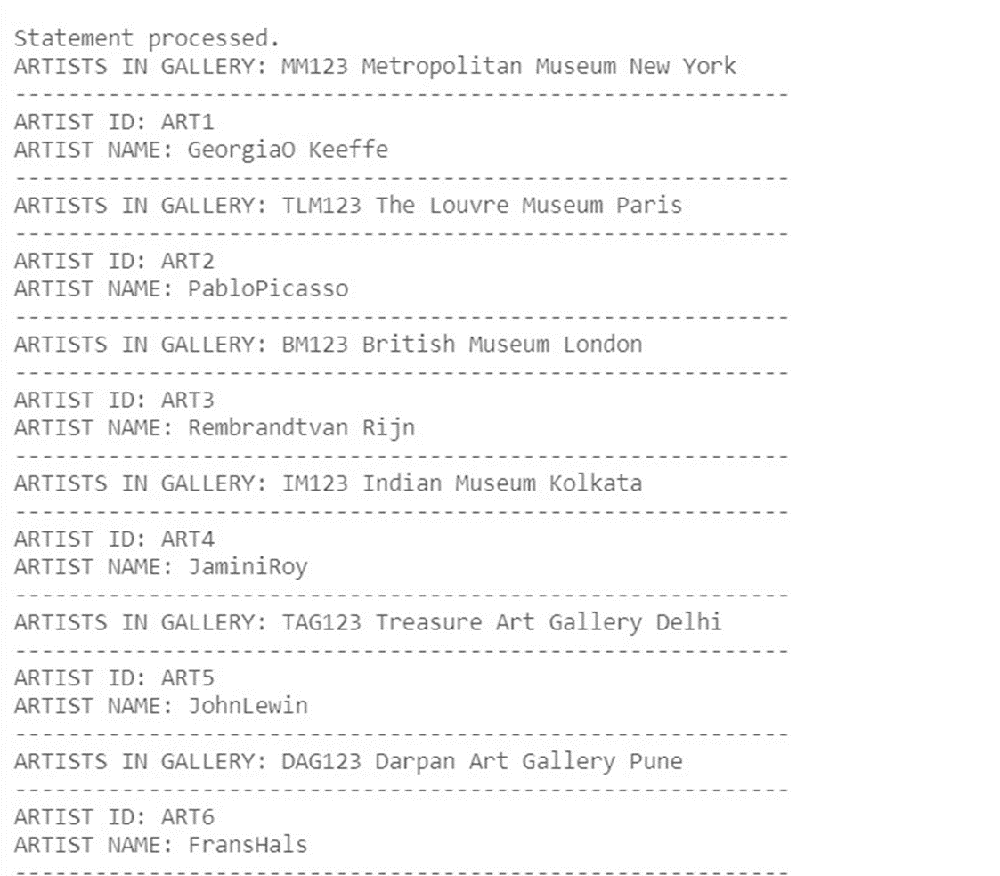 Statement processed.
ARTISTS IN GALLERY: MM123 Metropolitan Museum New York
----------------------------------------------------------
ARTIST ID: ART1
ARTIST NAME: GeorgiaO Keeffe
----------------------------------------------------------
ARTISTS IN GALLERY: TLM123 The Louvre Museum Paris
----------------------------------------------------------
ARTIST ID: ART2
ARTIST NAME: PabloPicasso
----------------------------------------------------------
ARTISTS IN GALLERY: BM123 British Museum London
----------------------------------------------------------
ARTIST ID: ART3
ARTIST NAME: Rembrandtvan Rijn
----------------------------------------------------------
ARTISTS IN GALLERY: IM123 Indian Museum Kolkata
----------------------------------------------------------
ARTIST ID: ART4
ARTIST NAME: JaminiRoy
----------------------------------------------------------
ARTISTS IN GALLERY: TAG123 Treasure Art Gallery Delhi
----------------------------------------------------------
ARTIST ID: ART5
ARTIST NAME: JohnLewin
----------------------------------------------------------
ARTISTS IN GALLERY: DAG123 Darpan Art Gallery Pune
----------------------------------------------------------
ARTIST ID: ART6
ARTIST NAME: FransHals
----------------------------------------------------------